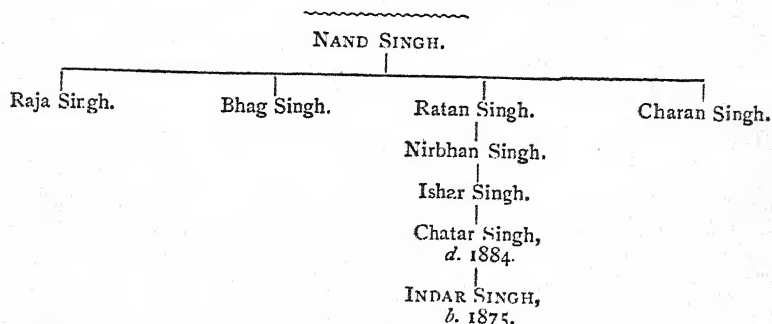 NAND SINGH.
Raja Singh. Bhag Singh. Ratan Singh. Charan Singh.
Nirbhan Singh.
Ishar Singh.
Chatar Singh,
d. 1884.
INDAR SINGH,
b. 1875.